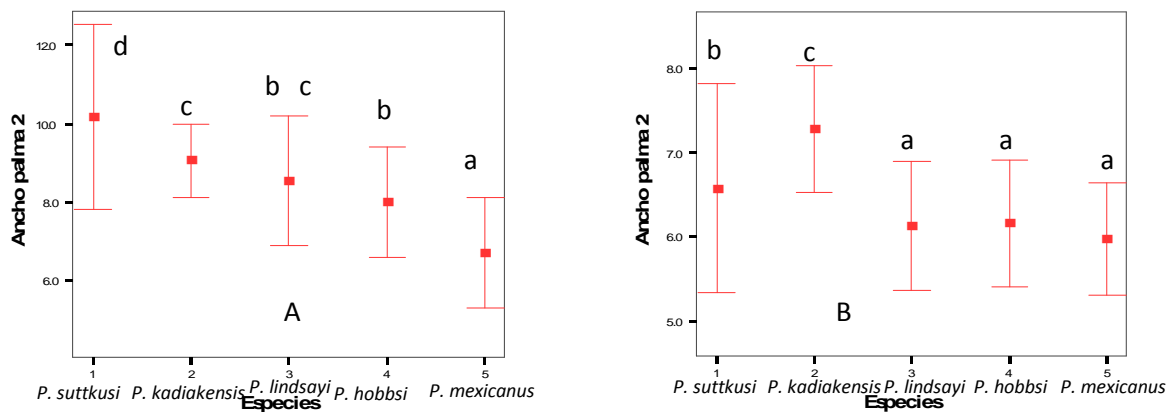 Ancho palma 2
12.0
10.0
8.0
6.0
d
c
b c
b
a
A
1 2 3 4 5
P. suttkusi P. kadiakensis P. lindsayi P. hobbsi P. mexicanus
Especies
Ancho palma 2
8.0
7.0
6.0
5.0
b
c
a
a
a
B
1 2 3 4 5
P. suttkusi P. kadiakensis P. lindsayi P. hobbsi P. mexicanus
Especies